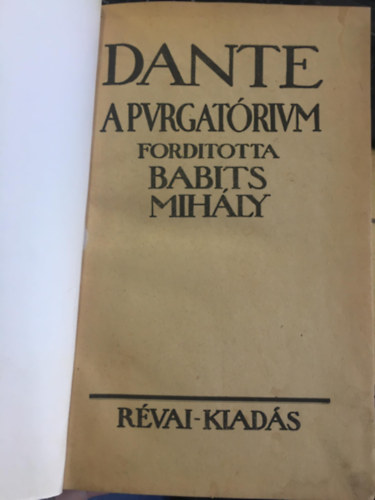 DANTE
A PVRGATÓRIVM
FORDITOTTA
BABITS
MIHÁLY
RÉVAI-KIADÁS